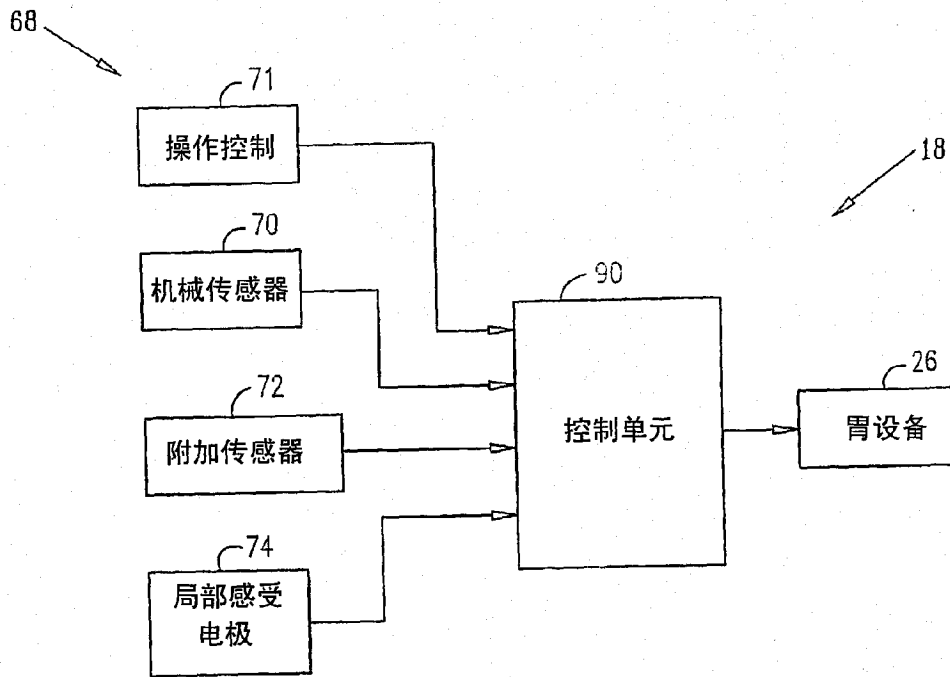 68
71
操作控制
18
70
机械传感器
90
控制单元
26
胃设备
72
附加传感器
74
局部感受
电极